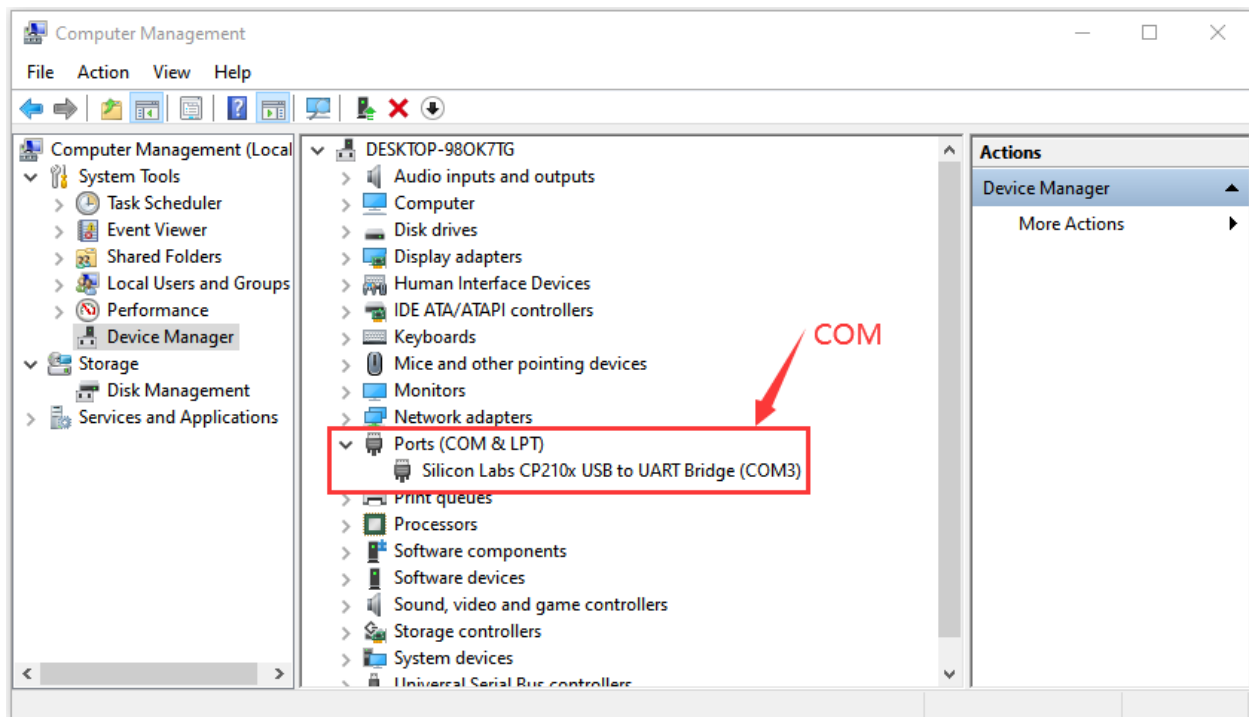 Computer Management
File Action View Help
Computer Management (Local
System Tools
Task Scheduler
Event Viewer
Shared Folders
Local Users and Groups
Performance
Device Manager
Storage
Disk Management
Services and Applications
DESKTOP-98OK7TG
Audio inputs and outputs
Computer
Disk drives
Display adapters
Human Interface Devices
IDE ATA/ATAPI controllers
Keyboards
Mice and other pointing devices
Monitors
Network adapters
Ports (COM & LPT)
Silicon Labs CP210x USB to UART Bridge (COM3)
Print queues
Processors
Software components
Software devices
Sound, video and game controllers
Storage controllers
System devices
Universal Serial Bus controllers
COM
Actions
Device Manager
More Actions